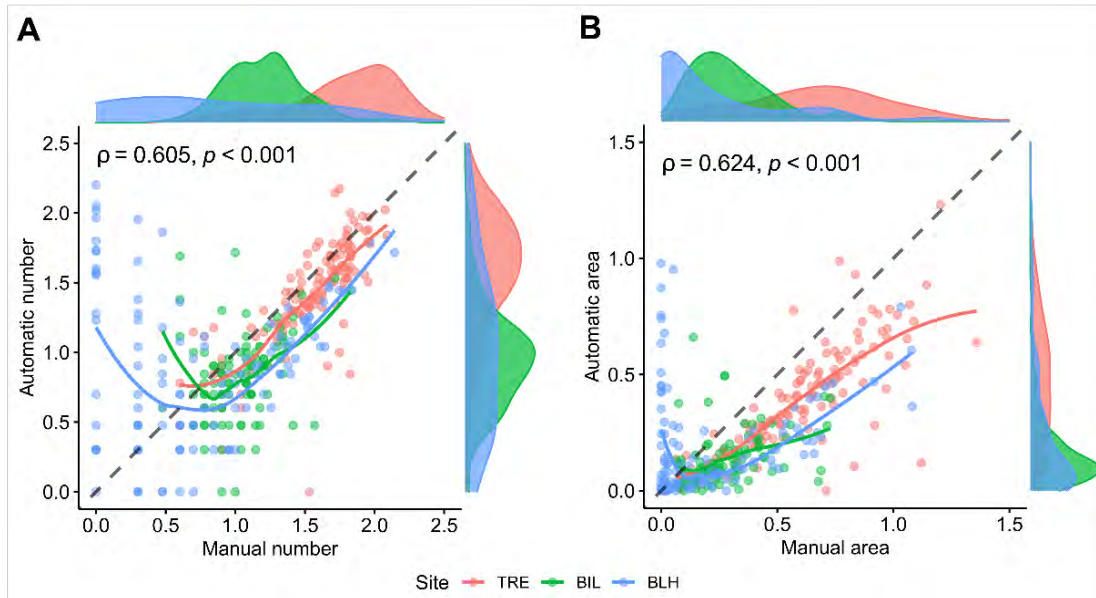 A
B
ρ = 0.605, p < 0.001
2.5
2.0
1.5
1.0
0.5
0.0
Automatic number
0.0 0.5 1.0 1.5 2.0 2.5
Manual number
ρ = 0.624, p < 0.001
1.5
1.0
0.5
0.0
Automatic area
0.0 0.5 1.0 1.5
Manual area
Site TRE BIL BLH